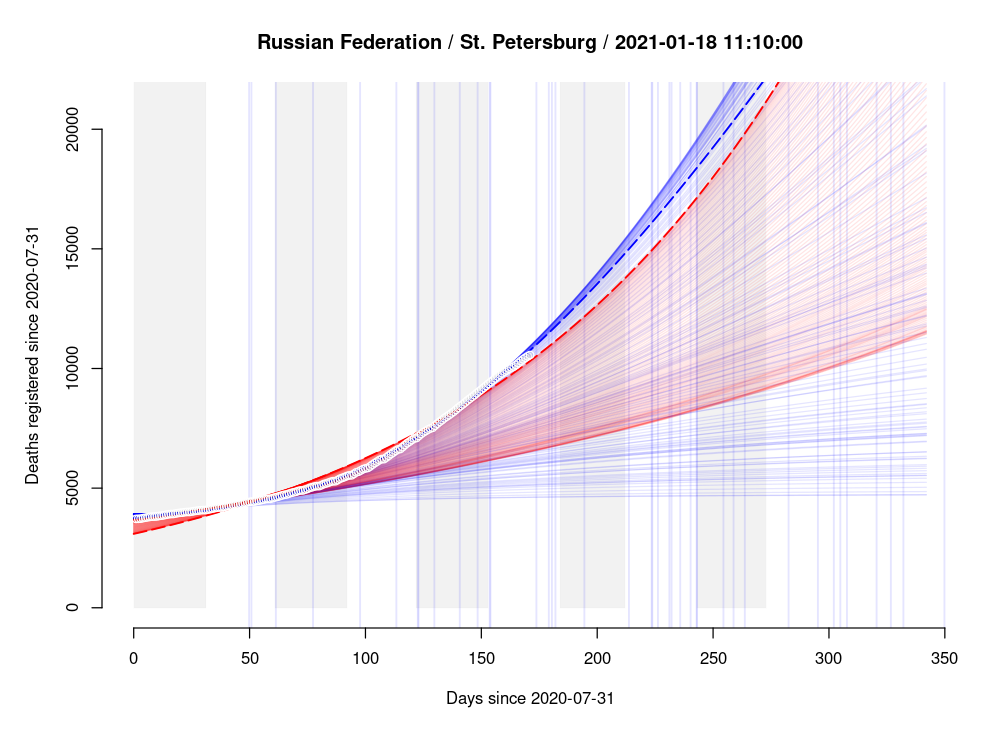 Russian Federation / St. Petersburg / 2021-01-18 11:10:00
Deaths registered since 2020-07-31
20000
15000
10000
5000
0
0 50 100 150 200 250 300 350
Days since 2020-07-31